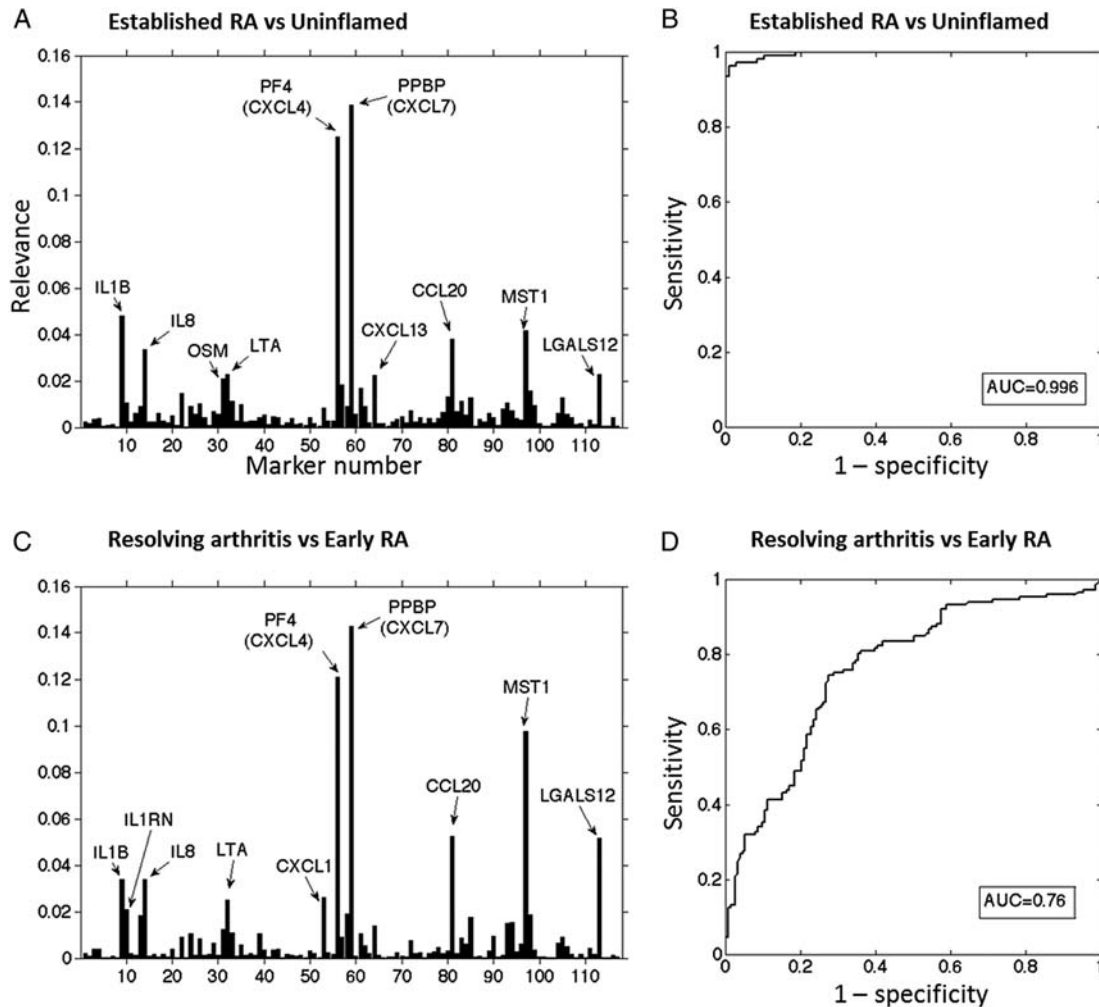 A Established RA vs Uninflamed
0.16
0.14
0.12
0.1
0.08
0.06
0.04
0.02
0
Relevance
PF4
(CXCL4)
PPBP
(CXCL7)
IL1B
IL8
OSM
LTA
CXCL13
CCL20
MST1
LGALS12
10 20 30 40 50 60 70 80 90 100 110
Marker number
B Established RA vs Uninflamed
1
0.8
0.6
0.4
0.2
0
Sensitivity
AUC=0.996
0 0.2 0.4 0.6 0.8 1
1 – specificity
C Resolving arthritis vs Early RA
0.16
0.14
0.12
0.1
0.08
0.06
0.04
0.02
0
PF4
(CXCL4)
PPBP
(CXCL7)
MST1
IL1RN
IL1B
IL8
LTA
CXCL1
CCL20
LGALS12
10 20 30 40 50 60 70 80 90 100 110
D Resolving arthritis vs Early RA
1
0.8
0.6
0.4
0.2
0
Sensitivity
AUC=0.76
0 0.2 0.4 0.6 0.8 1
1 – specificity